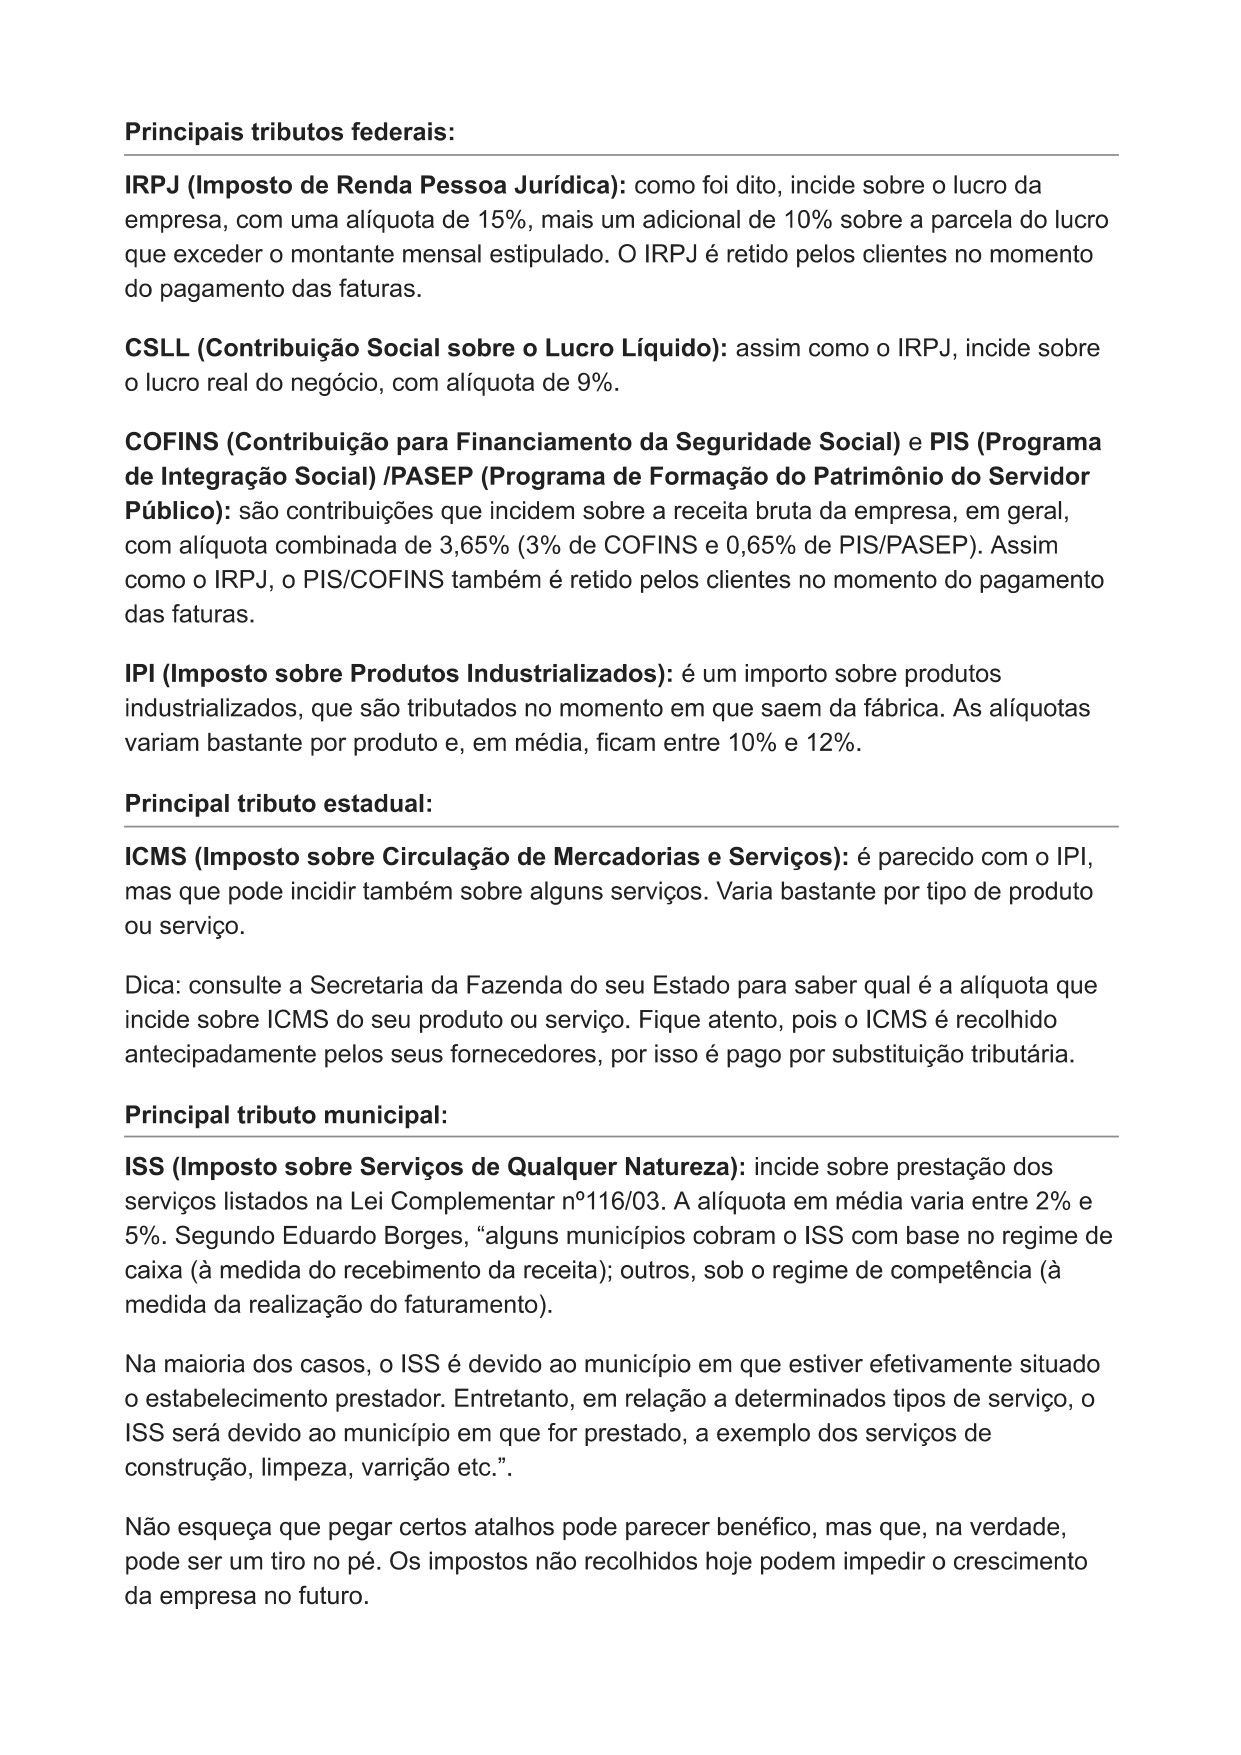 Principais tributos federais:
IRPJ (Imposto de Renda Pessoa Jurídica): como foi dito, incide sobre o lucro da
empresa, com uma alíquota de 15%, mais um adicional de 10% sobre a parcela do lucro
que exceder o montante mensal estipulado. O IRPJ é retido pelos clientes no momento
do pagamento das faturas.
CSLL (Contribuição Social sobre o Lucro Líquido): assim como o IRPJ, incide sobre
o lucro real do negócio, com alíquota de 9%.
COFINS (Contribuição para Financiamento da Seguridade Social) e PIS (Programa
de Integração Social) /PASEP (Programa de Formação do Patrimônio do Servidor
Público): são contribuições que incidem sobre a receita bruta da empresa, em geral,
com alíquota combinada de 3,65% (3% de COFINS e 0,65% de PIS/PASEP). Assim
como o IRPJ, o PIS/COFINS também é retido pelos clientes no momento do pagamento
das faturas.
IPI (Imposto sobre Produtos Industrializados): é um importo sobre produtos
industrializados, que são tributados no momento em que saem da fábrica. As alíquotas
variam bastante por produto e, em média, ficam entre 10% e 12%.
Principal tributo estadual:
ICMS (Imposto sobre Circulação de Mercadorias e Serviços): é parecido com o IPI,
mas que pode incidir também sobre alguns serviços. Varia bastante por tipo de produto
ou serviço.
Dica: consulte a Secretaria da Fazenda do seu Estado para saber qual é a alíquota que
incide sobre ICMS do seu produto ou serviço. Fique atento, pois o ICMS é recolhido
antecipadamente pelos seus fornecedores, por isso é pago por substituição tributária.
Principal tributo municipal:
ISS (Imposto sobre Serviços de Qualquer Natureza): incide sobre prestação dos
serviços listados na Lei Complementar nº116/03. A alíquota em média varia entre 2% e
5%. Segundo Eduardo Borges, “alguns municípios cobram o ISS com base no regime de
caixa (à medida do recebimento da receita); outros, sob o regime de competência (à
medida da realização do faturamento).
Na maioria dos casos, o ISS é devido ao município em que estiver efetivamente situado
o estabelecimento prestador. Entretanto, em relação a determinados tipos de serviço, o
ISS será devido ao município em que for prestado, a exemplo dos serviços de
construção, limpeza, varrição etc.”.
Não esqueça que pegar certos atalhos pode parecer benéfico, mas que, na verdade,
pode ser um tiro no pé. Os impostos não recolhidos hoje podem impedir o crescimento
da empresa no futuro.